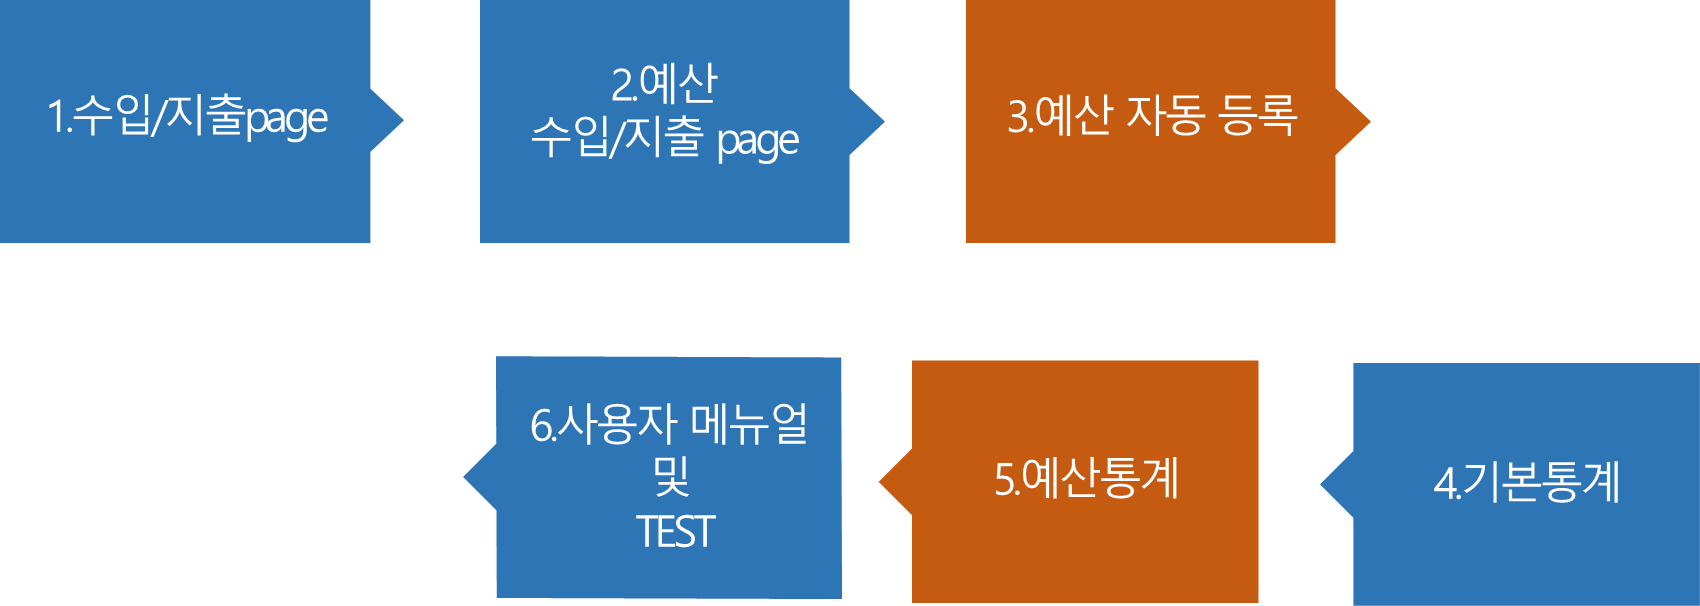 1.수입/지출page
2.예산
수입/지출 page
3.예산 자동 등록
4.기본통계
5.예산통계
6.사용자 메뉴얼
및
TEST